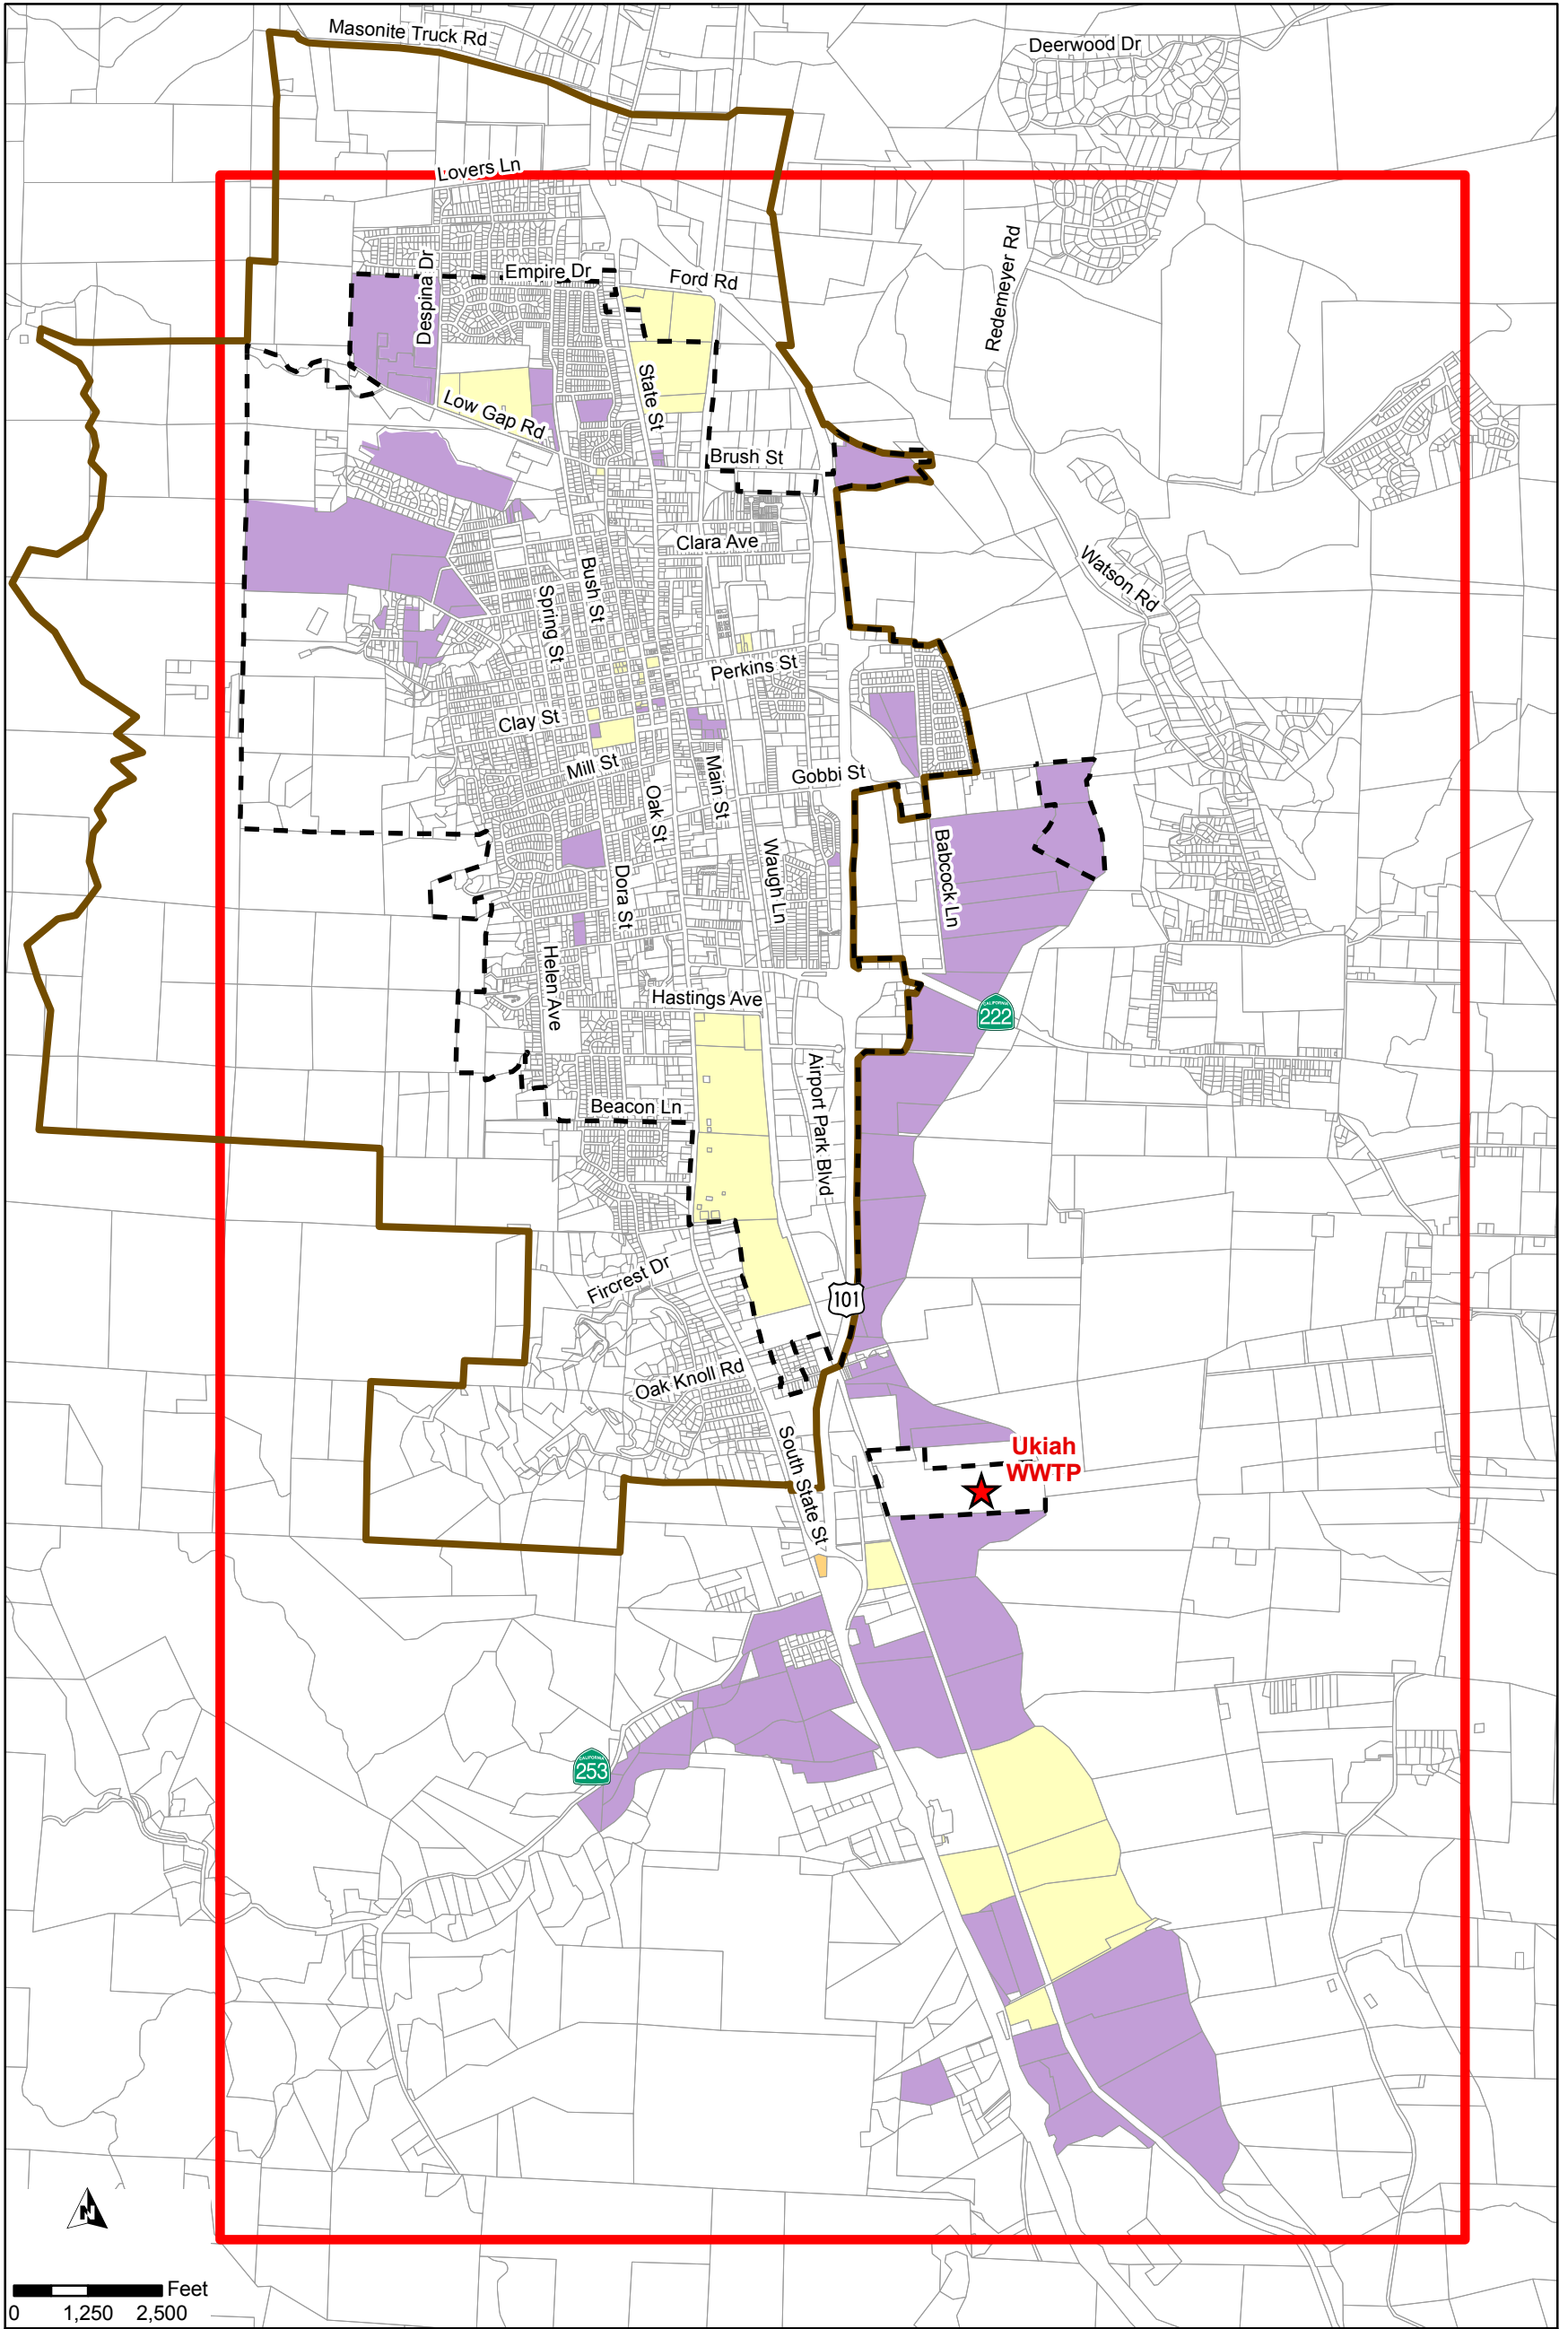 Masonite Truck Rd
Deerwood Dr
Lovers Ln
Redemeyer Rd
Despina Dr
Empire Dr
Ford Rd
State St
Low Gap Rd
Brush St
Clara Ave
Watson Rd
Bush St
Spring St
Perkins St
Clay St
Mill St
Main St
Gobbi St
Oak St
Waugh Ln
Babcock Ln
Dora St
Helen Ave
Hastings Ave
CALIFORNIA
222
Airport Park Blvd
Beacon Ln
Fircrest Dr
101
Oak Knoll Rd
South State St
Ukiah
WWTP
CALIFORNIA
253
N
Feet
0 1,250 2,500